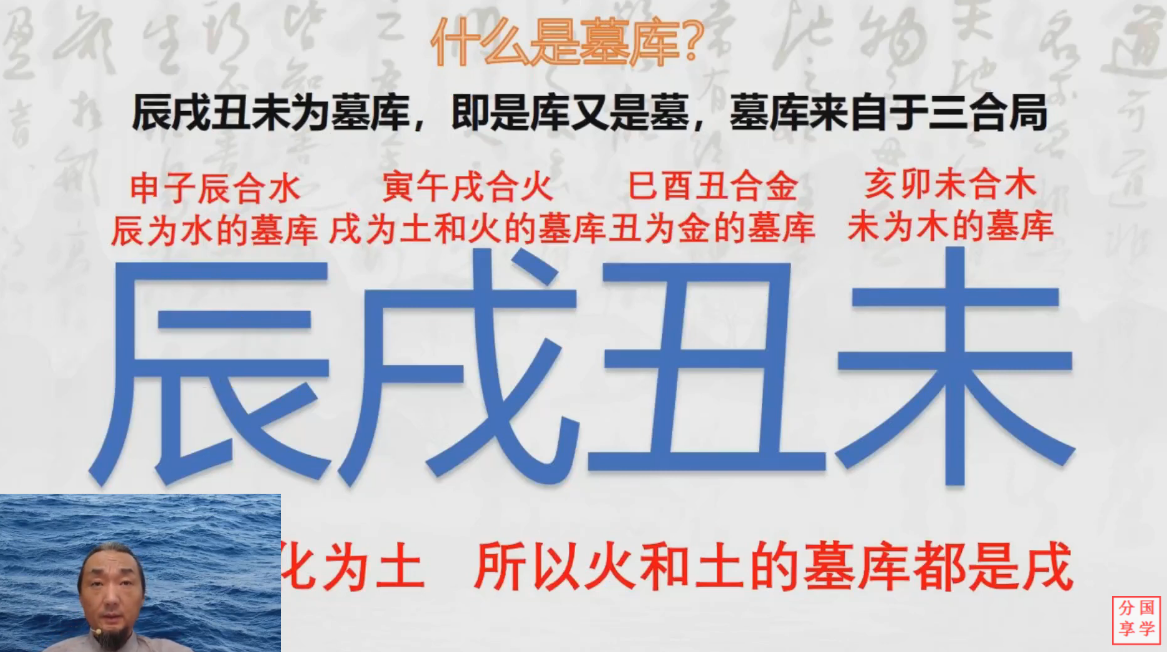 什么是墓库?
辰戌丑未为墓库，即是库又是墓，墓库来自于三合局
申子辰合水 寅午戌合火 巳酉丑合金 亥卯未合木
辰为水的墓库 戌为土和火的墓库 丑为金的墓库 未为木的墓库
辰戌丑未
化为土 所以火和土的墓库都是戌
分国
享学